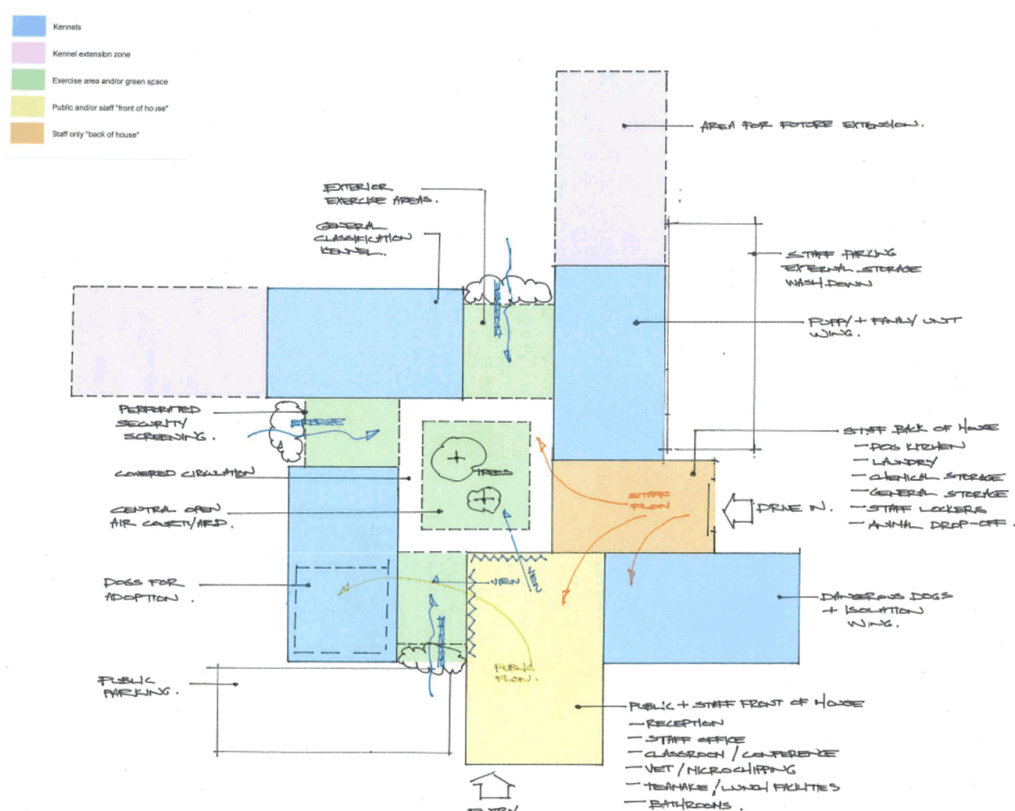 Kennels
Kennel extension zone
Exercise area and/or green space
Public and/or staff "front of house"
Staff only "back of house"
AREA FOR FUTURE EXTENSION.
EXTERIOR
EXERCISE AREAS.
GENERAL
CLASSIFICATION
KENNEL.
STAFF PARKING
EXTERNAL STORAGE
WASHDOWN
PUPPY + FAMILY UNIT
WING.
PERFORATED
SECURITY
SCREENING.
BREEZE
COVERED CIRCULATION
TREES
CENTRAL OPEN
AIR COURTYARD.
STAFF BACK OF HOUSE
- DOG KITCHEN
- LAUNDRY
- CHEMICAL STORAGE
- GENERAL STORAGE
- STAFF LOCKERS
- ANIMAL DROP-OFF.
STAFF
FLOW
DRIVE IN.
DOGS FOR
ADOPTION.
VIEW
VIEW
DANGEROUS DOGS
+ ISOLATION
WING.
PUBLIC
FLOW.
PUBLIC
PARKING.
PUBLIC + STAFF FRONT OF HOUSE
- RECEPTION
- STAFF OFFICE
- CLASSROOM / CONFERENCE
- VET / MICROCHIPPING
- TEAMAKE / LUNCH FACILITIES
- BATHROOMS.
ENTRY